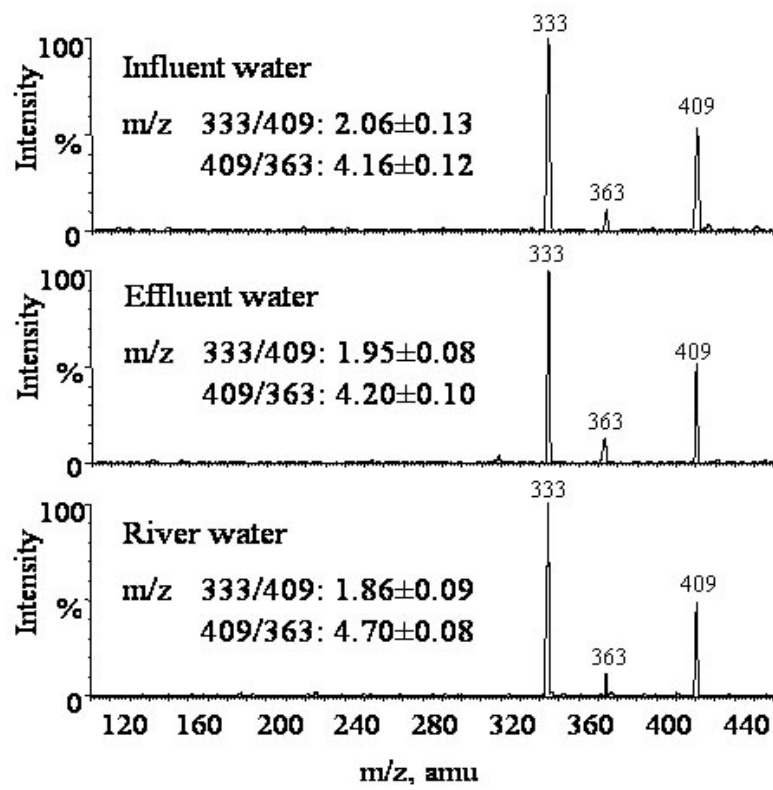 333
100
Influent water
409
m/z 333/409: 2.06±0.13
Intensity
%
409/363: 4.16±0.12
363
0
333
100
Effluent water
m/z 333/409: 1.95±0.08
409
Intensity
%
409/363: 4.20±0.10
363
0
333
100
River water
m/z 333/409: 1.86±0.09
409
Intensity
%
409/363: 4.70±0.08
363
0
120 160 200 240 280 320 360 400 440
m/z, amu